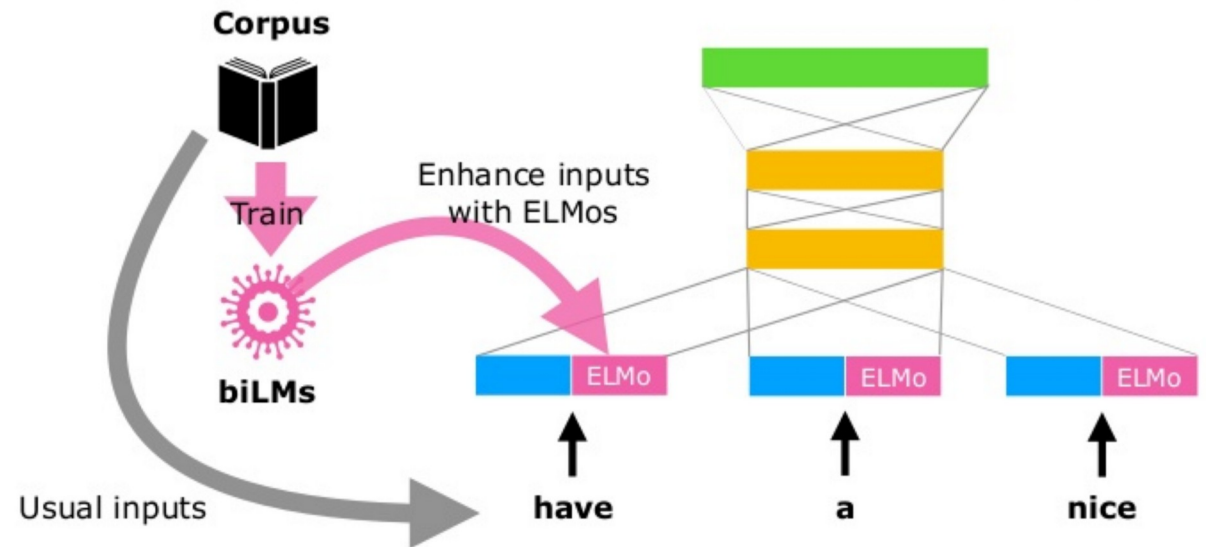 Corpus
Train
Enhance inputs
with ELMos
biLMs
ELMo
ELMo
ELMo
Usual inputs
have
a
nice